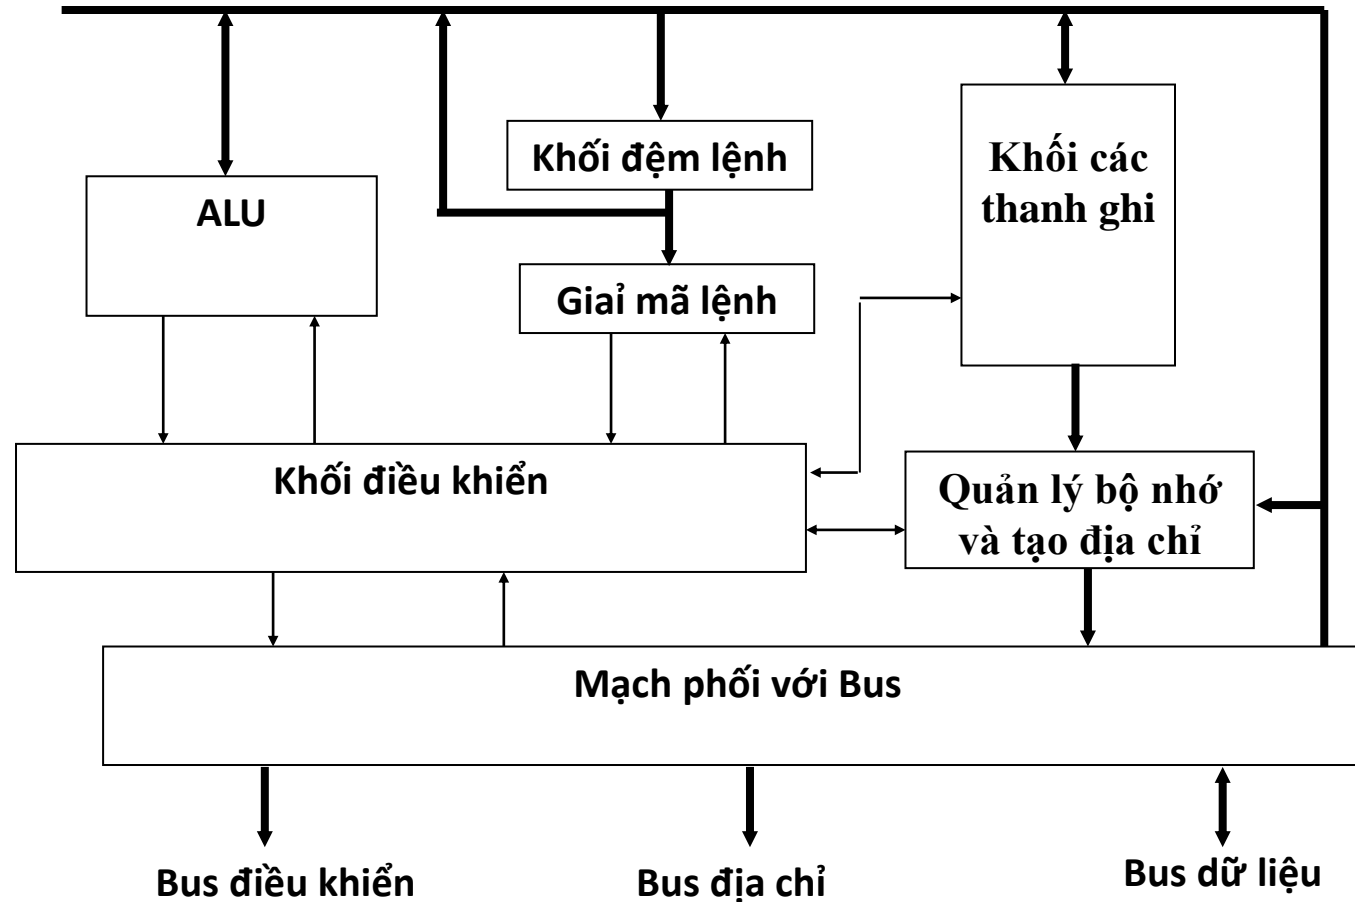 Khối đệm lệnh
Khối các
thanh ghi
ALU
Giaỉ mã lệnh
Khối điều khiển
Quản lý bộ nhớ
và tạo địa chỉ
Mạch phối với Bus
Bus điều khiển
Bus địa chỉ
Bus dữ liệu